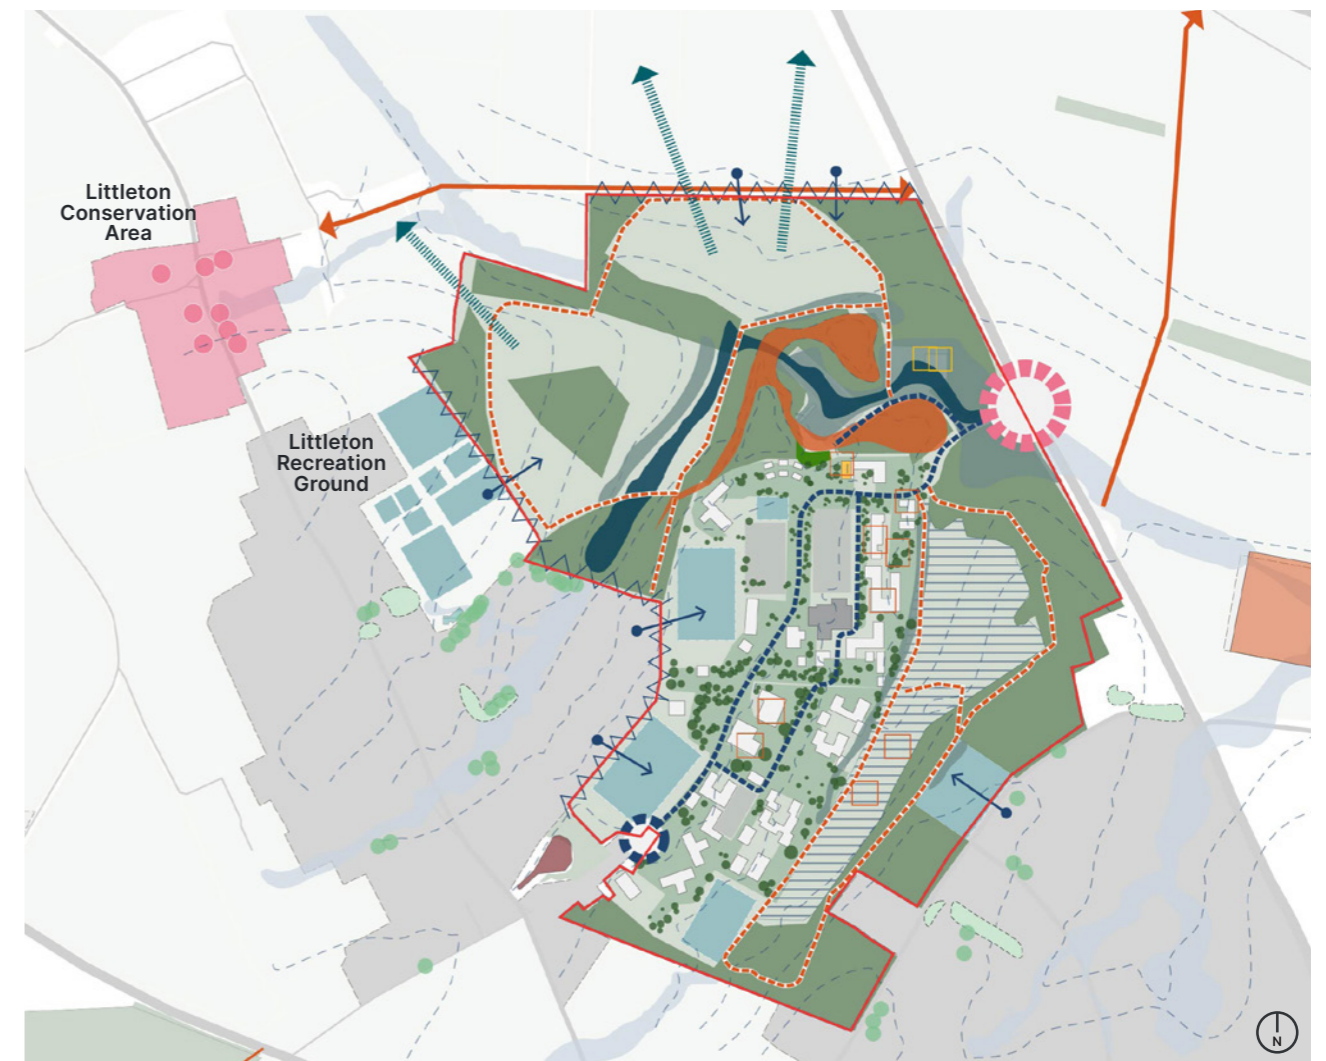 Littleton
Conservation
Area
Littleton
Recreation
Ground
N